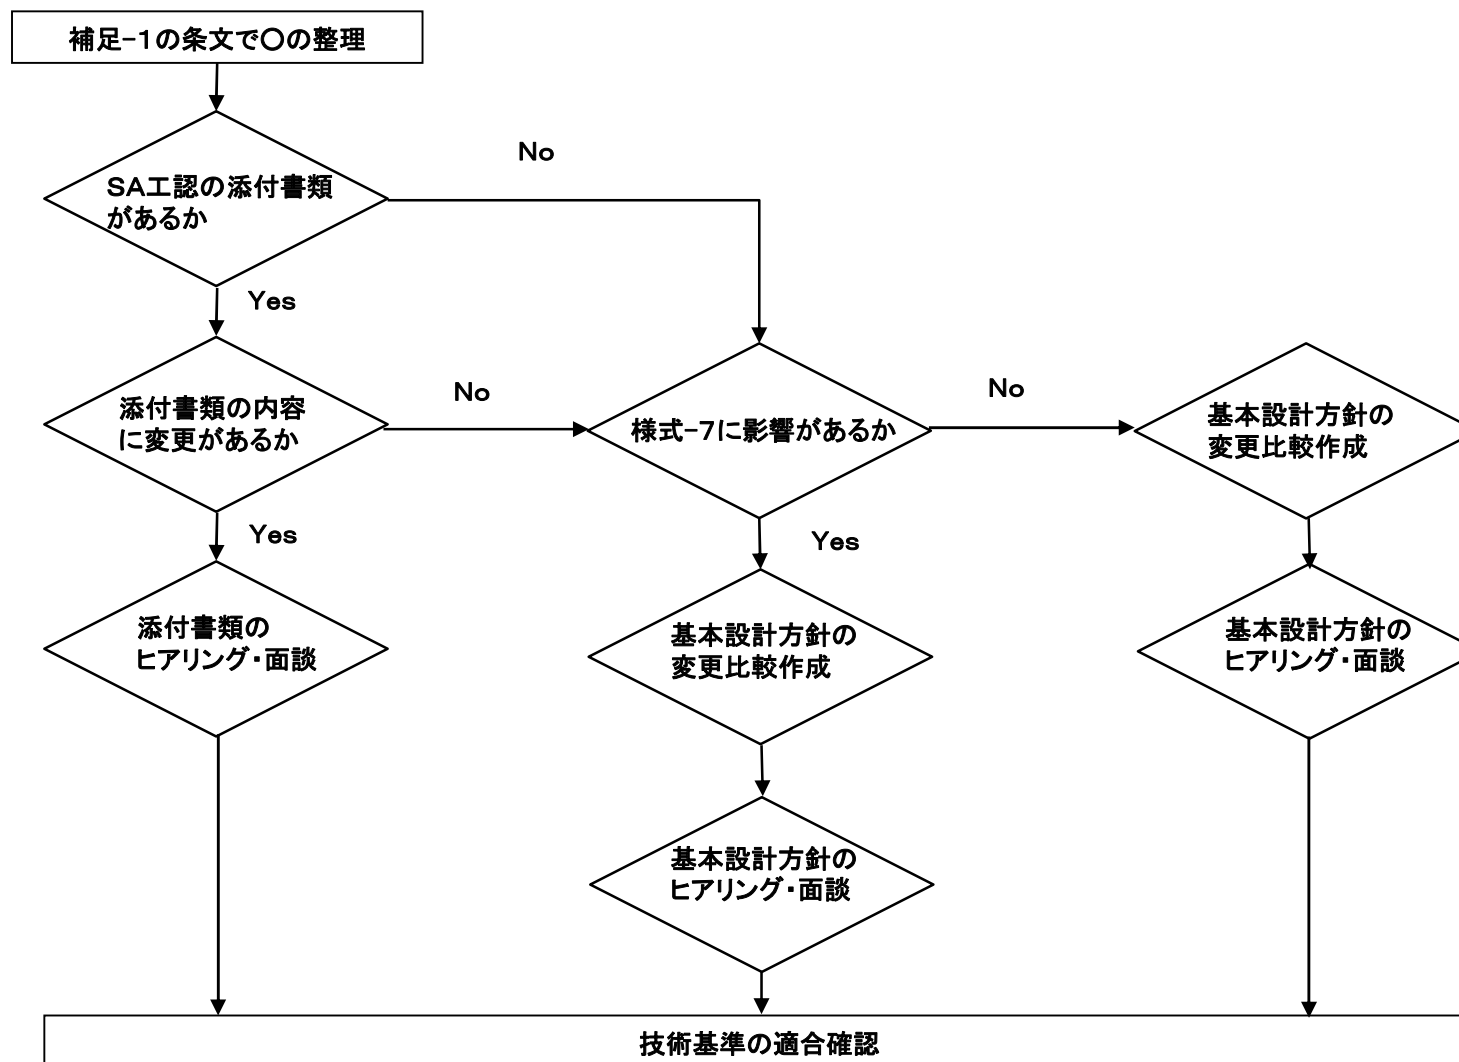 補足-1の条文で〇の整理
No
SA工認の添付書類
があるか
Yes
添付書類の内容
に変更があるか
No
様式-7に影響があるか
No
基本設計方針の
変更比較作成
Yes
Yes
添付書類の
ヒアリング・面談
基本設計方針の
変更比較作成
基本設計方針の
ヒアリング・面談
基本設計方針の
ヒアリング・面談
技術基準の適合確認